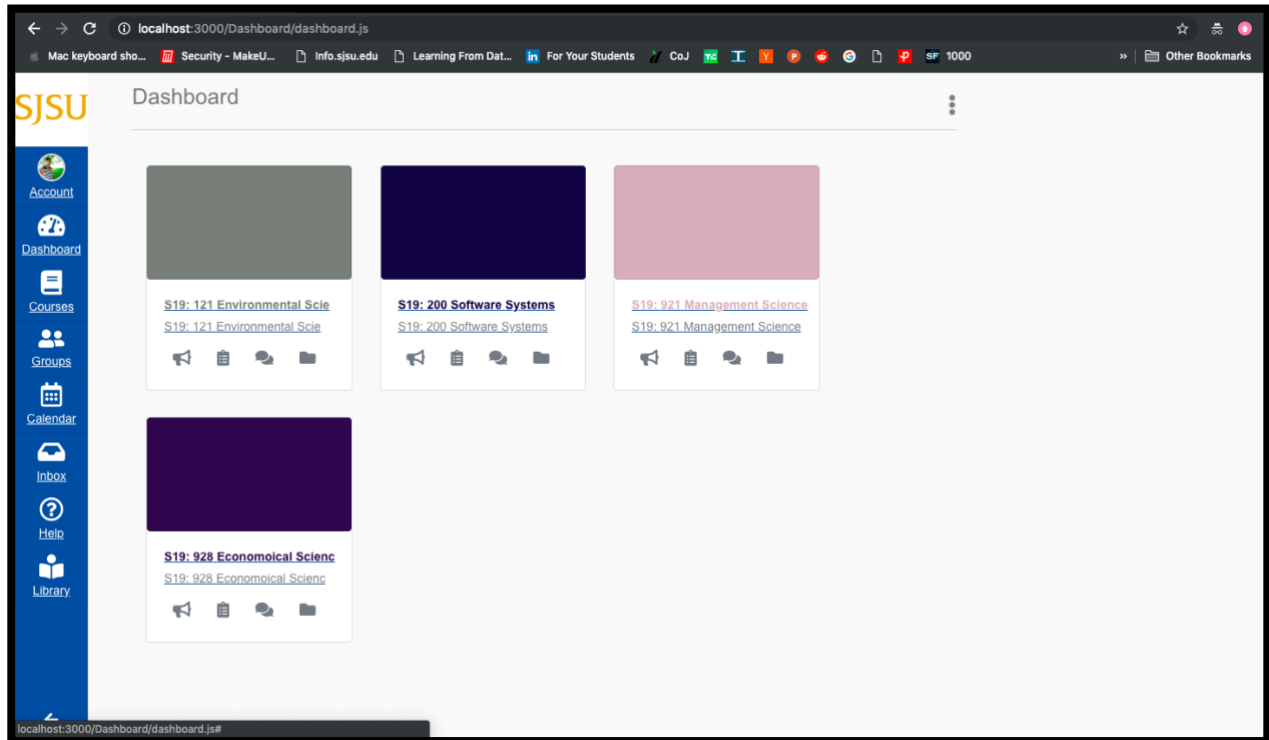 localhost:3000/Dashboard/dashboard.js
Mac keyboard sho... Security - MakeU... Info.sjsu.edu Learning From Dat... For Your Students CoJ 1000 » Other Bookmarks
SJSU
Dashboard
Account
Dashboard
Courses
Groups
Calendar
Inbox
Help
Library
S19: 121 Environmental Scie
S19: 121 Environmental Scie
S19: 200 Software Systems
S19: 200 Software Systems
S19: 921 Management Science
S19: 921 Management Science
S19: 928 Economoical Scienc
S19: 928 Economoical Scienc
localhost:3000/Dashboard/dashboard.js#